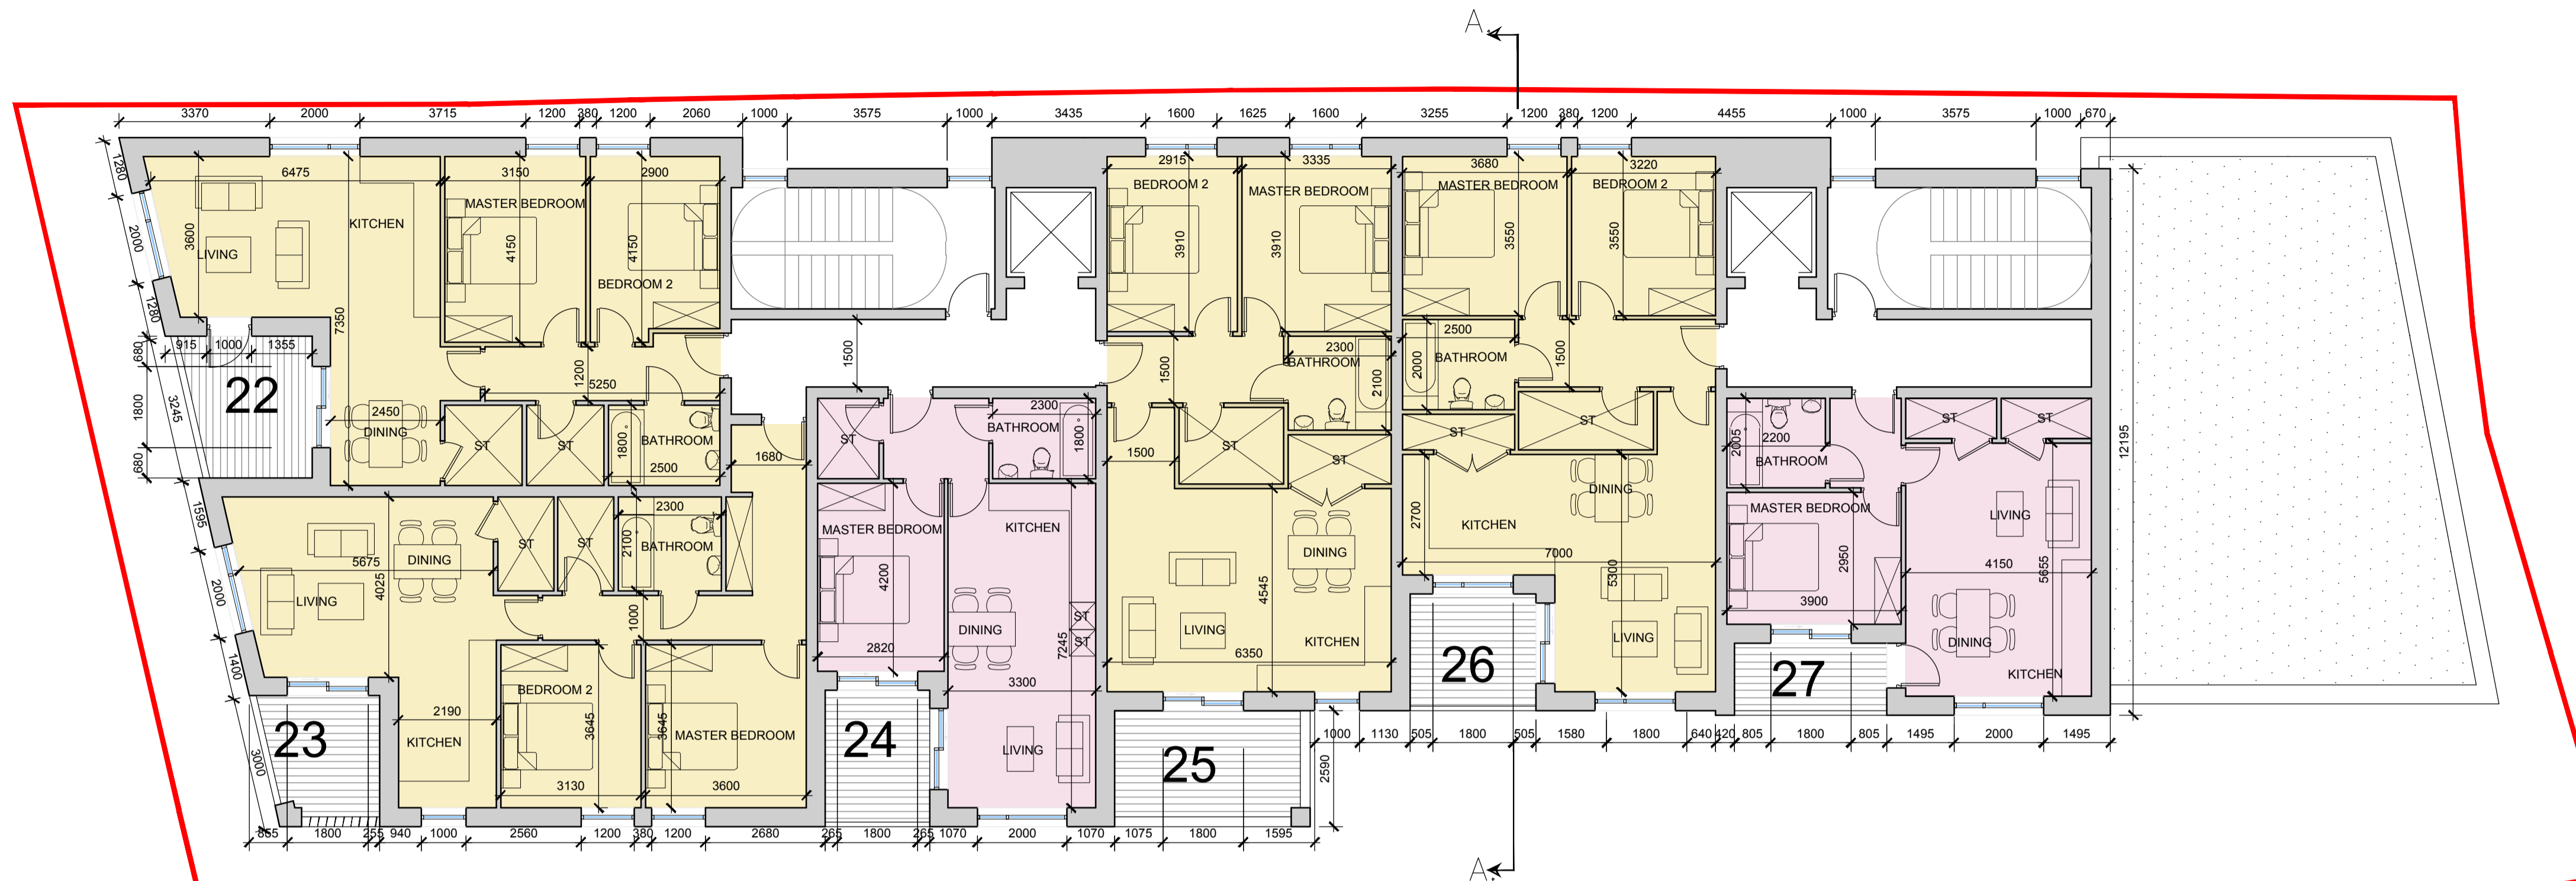 A.
3370 2000 3715 1200 380 1200 2060 1000 3575 1000 3435 1600 1625 1600 3255 1200 380 1200 4455 1000 3575 1000 670
1280
2000
1280
6475 3150 2900 2915 3335 3680 3220
MASTER BEDROOM
KITCHEN
LIVING
3600
4150
4150
BEDROOM 2
7350
BEDROOM 2
MASTER BEDROOM
3910
3910
MASTER BEDROOM
BEDROOM 2
3550
3550
680
1800
680
915 1000 1355
22
3245
2450
DINING
1200
5250
ST
ST
1800
BATHROOM
2500
1500
1680
1500
1500
2300
BATHROOM
2100
ST
ST
2500
2000
BATHROOM
1500
ST
ST
12195
1595
2000
1400
3000
5675
4025
DINING
LIVING
ST
ST
2300
2100
BATHROOM
1000
2190
KITCHEN
BEDROOM 2
3645
3130
3645
MASTER BEDROOM
3600
23
ST
2300
BATHROOM
1800
MASTER BEDROOM
4200
2820
KITCHEN
DINING
ST
ST
7245
3300
LIVING
24
DINING
4545
LIVING
KITCHEN
6350
25
2590
DINING
2700
KITCHEN
7000
5300
LIVING
26
2005
2200
BATHROOM
ST
ST
MASTER BEDROOM
2950
3900
LIVING
4150
5655
DINING
KITCHEN
27
1000 1130 505 1800 505 1580 1800 640 420 805 1800 805 1495 2000 1495
855 1800 255 940 1000 2560 1200 380 1200 2680 265 1800 265 1070 2000 1070 1075 1800 1595
A.